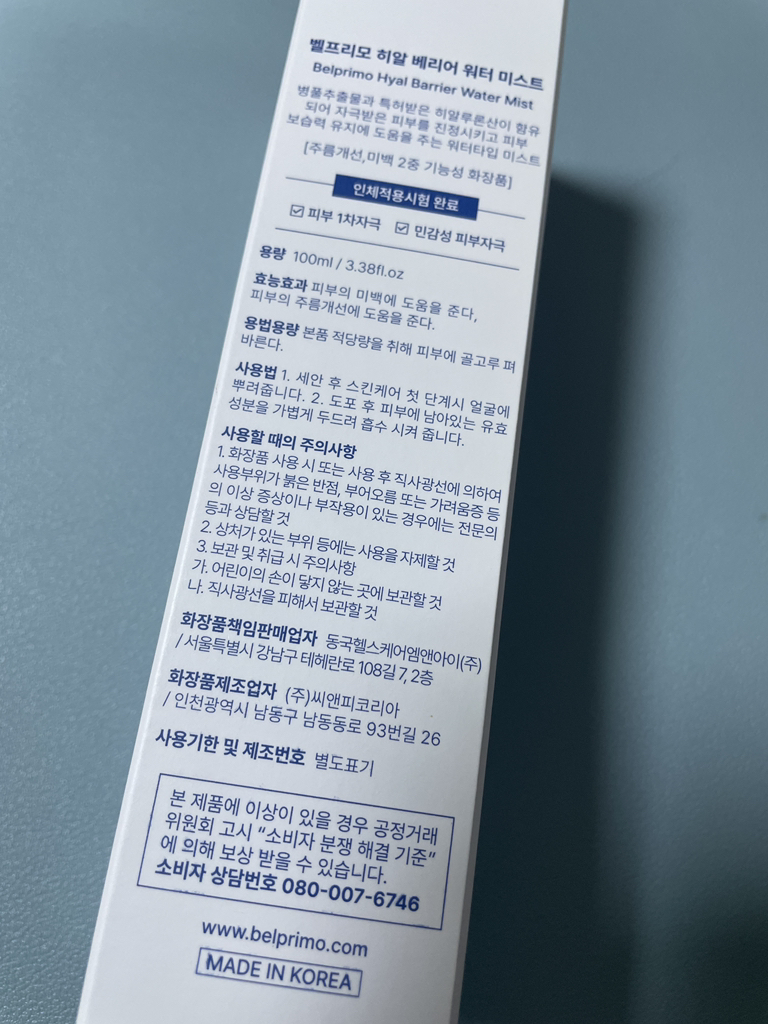 벨프리모 히알 베리어 워터 미스트
Belprimo Hyal Barrier Water Mist
병풀추출물과 특허받은 히알루론산이 함유
되어 자극받은 피부를 진정시키고 피부
보습력 유지에 도움을 주는 워터타입 미스트
[주름개선,미백 2중 기능성 화장품]
인체적용시험 완료
☑ 피부 1차자극 ☑ 민감성 피부자극
용량 100ml / 3.38fl.oz
효능효과 피부의 미백에 도움을 준다,
피부의 주름개선에 도움을 준다.
용법용량 본품 적당량을 취해 피부에 골고루 펴
바른다.
사용법 1. 세안 후 스킨케어 첫 단계시 얼굴에
뿌려줍니다. 2. 도포 후 피부에 남아있는 유효
성분을 가볍게 두드려 흡수 시켜 줍니다.
사용할 때의 주의사항
1. 화장품 사용 시 또는 사용 후 직사광선에 의하여
사용부위가 붉은 반점, 부어오름 또는 가려움증 등
의 이상 증상이나 부작용이 있는 경우에는 전문의
등과 상담할 것
2. 상처가 있는 부위 등에는 사용을 자제할 것
3. 보관 및 취급 시 주의사항
가. 어린이의 손이 닿지 않는 곳에 보관할 것
나. 직사광선을 피해서 보관할 것
화장품책임판매업자 동국헬스케어엠앤아이(주)
/ 서울특별시 강남구 테헤란로 108길 7, 2층
화장품제조업자 (주)씨앤피코리아
/ 인천광역시 남동구 남동동로 93번길 26
사용기한 및 제조번호 별도표기
본 제품에 이상이 있을 경우 공정거래
위원회 고시 "소비자 분쟁 해결 기준"
에 의해 보상 받을 수 있습니다.
소비자 상담번호 080-007-6746
www.belprimo.com
MADE IN KOREA